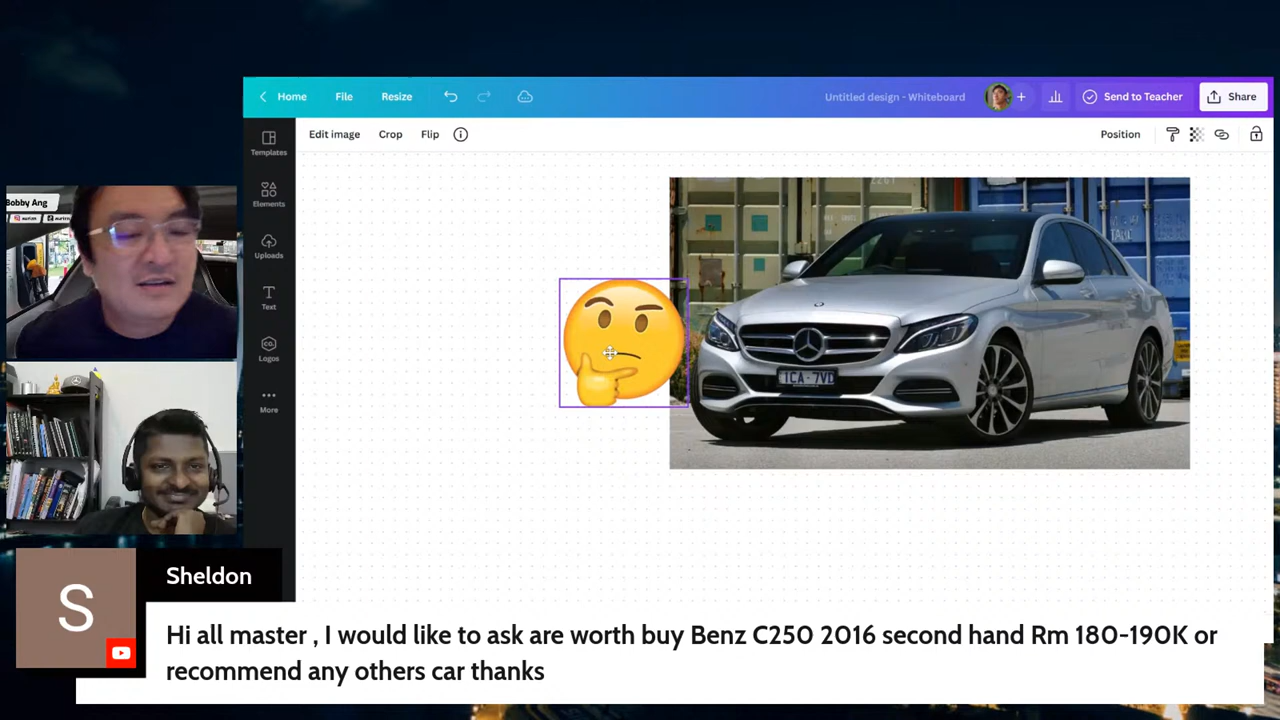 Home
File
Resize
Untitled design - Whiteboard
Send to Teacher
Share
Templates
Edit image
Crop
Flip
Position
Elements
Uploads
Text
CO.
Logos
More
Bobby Ang
1CA-7VD
S
Sheldon
Hi all master , I would like to ask are worth buy Benz C250 2016 second hand Rm 180-190K or
recommend any others car thanks